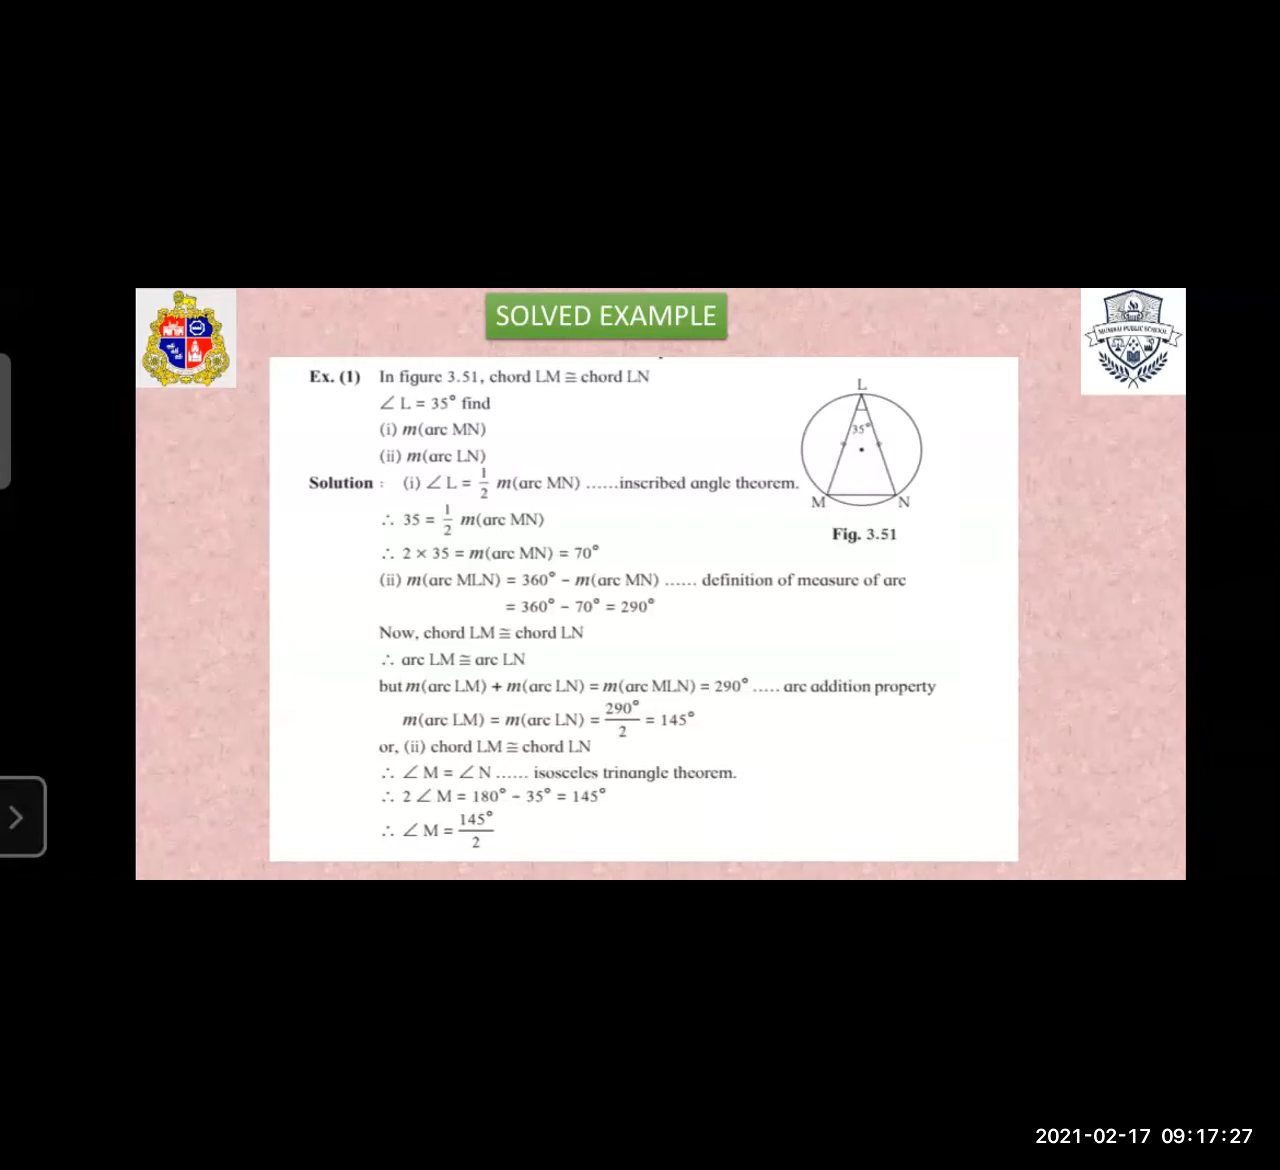 SOLVED EXAMPLE
MUMBAI PUBLIC SCHOOL
Ex. (1) In figure 3.51, chord LM ≅ chord LN
∠ L = 35° find
(i) m(arc MN)
(ii) m(arc LN)
Solution : (i) ∠ L = 1/2 m(arc MN) ......inscribed angle theorem.
∴ 35 = 1/2 m(arc MN)
∴ 2 × 35 = m(arc MN) = 70°
(ii) m(arc MLN) = 360° - m(arc MN) ...... definition of measure of arc
= 360° - 70° = 290°
Now, chord LM ≅ chord LN
∴ arc LM ≅ arc LN
but m(arc LM) + m(arc LN) = m(arc MLN) = 290° ..... arc addition property
m(arc LM) = m(arc LN) = 290°/2 = 145°
or, (ii) chord LM ≅ chord LN
∴ ∠ M = ∠ N ...... isosceles trinangle theorem.
∴ 2 ∠ M = 180° - 35° = 145°
∴ ∠ M = 145°/2
L
35°
M
N
Fig. 3.51
2021-02-17 09:17:27